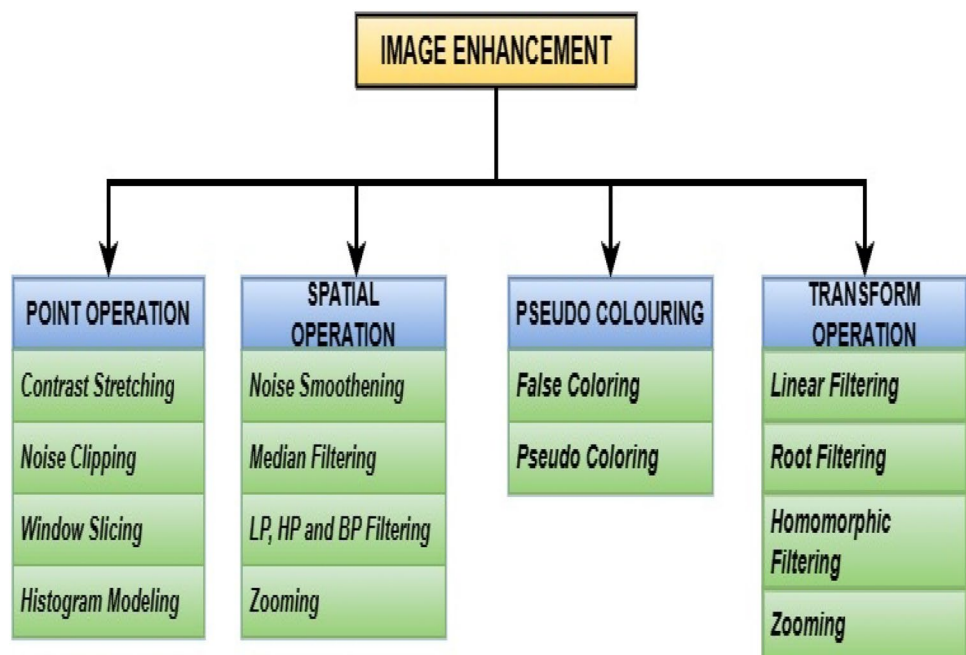 IMAGE ENHANCEMENT
POINT OPERATION
Contrast Stretching
Noise Clipping
Window Slicing
Histogram Modeling
SPATIAL
OPERATION
Noise Smoothening
Median Filtering
LP, HP and BP Filtering
Zooming
PSEUDO COLOURING
False Coloring
Pseudo Coloring
TRANSFORM
OPERATION
Linear Filtering
Root Filtering
Homomorphic
Filtering
Zooming